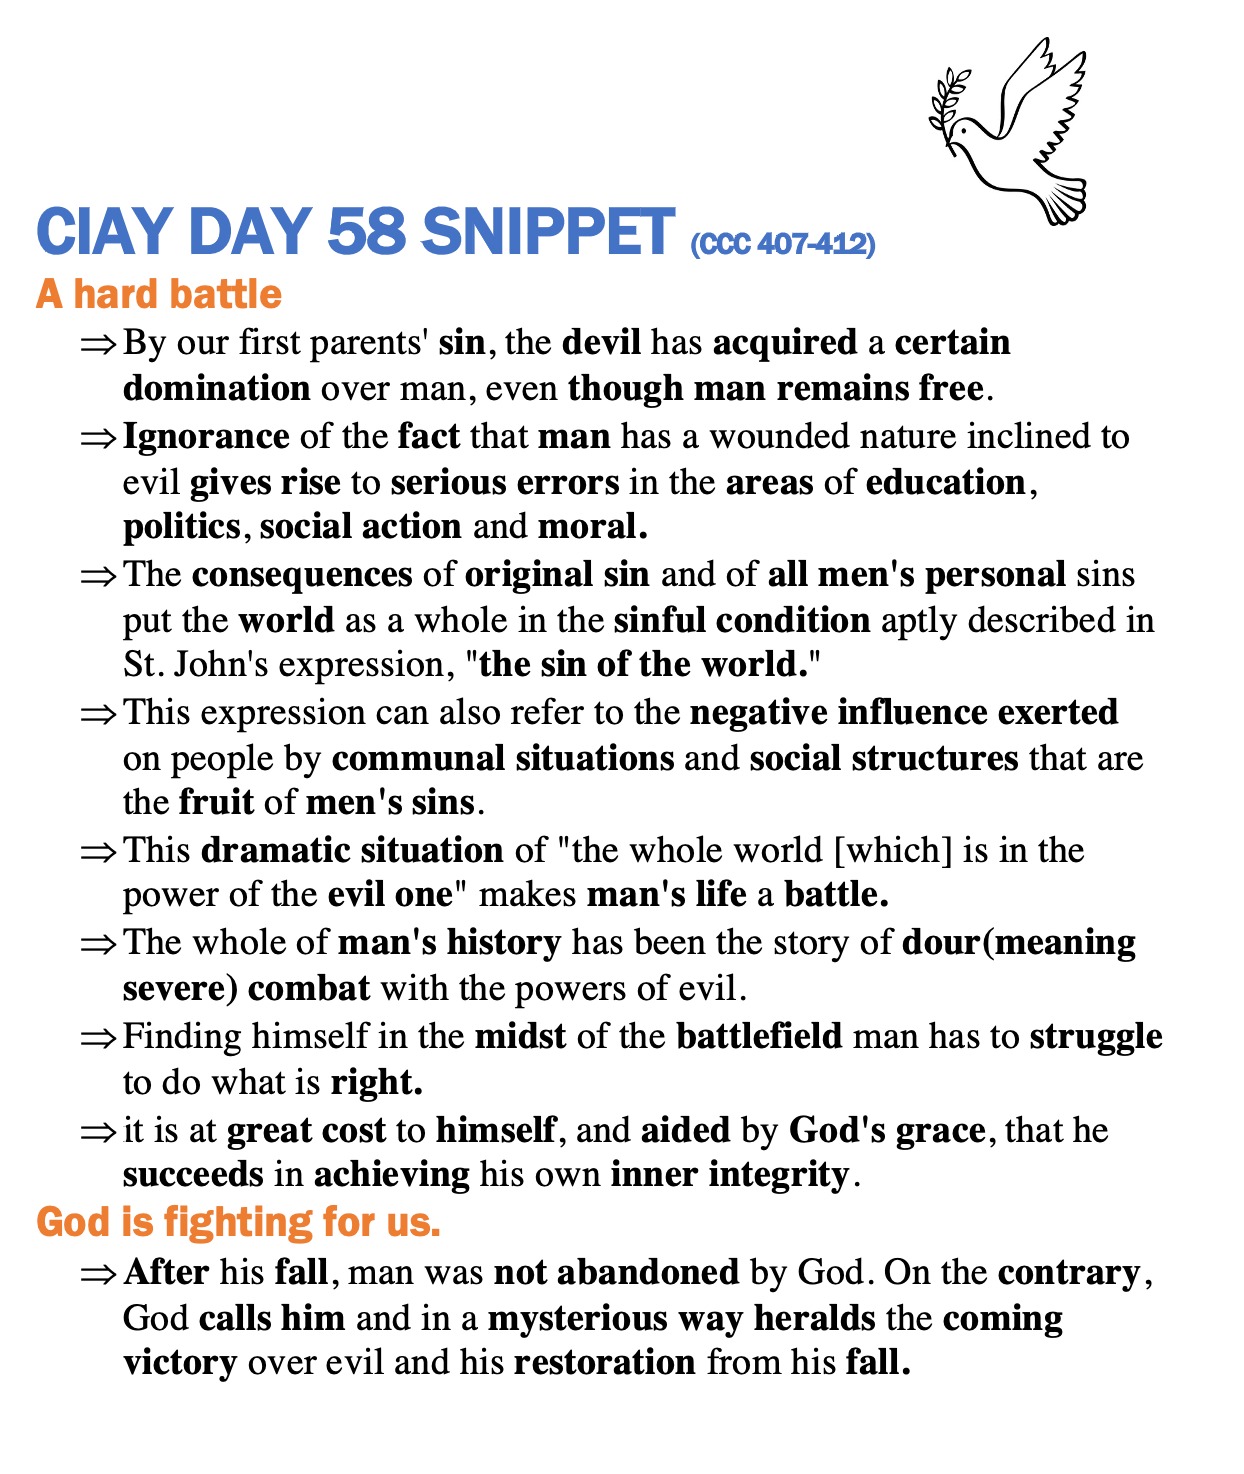 CIAY DAY 58 SNIPPET (CCC 407-412)
A hard battle
⇒ By our first parents' sin, the devil has acquired a certain
domination over man, even though man remains free.
⇒ Ignorance of the fact that man has a wounded nature inclined to
evil gives rise to serious errors in the areas of education,
politics, social action and moral.
⇒ The consequences of original sin and of all men's personal sins
put the world as a whole in the sinful condition aptly described in
St. John's expression, "the sin of the world."
⇒ This expression can also refer to the negative influence exerted
on people by communal situations and social structures that are
the fruit of men's sins.
⇒ This dramatic situation of "the whole world [which] is in the
power of the evil one" makes man's life a battle.
⇒ The whole of man's history has been the story of dour(meaning
severe) combat with the powers of evil.
⇒ Finding himself in the midst of the battlefield man has to struggle
to do what is right.
⇒ it is at great cost to himself, and aided by God's grace, that he
succeeds in achieving his own inner integrity.
God is fighting for us.
⇒ After his fall, man was not abandoned by God. On the contrary,
God calls him and in a mysterious way heralds the coming
victory over evil and his restoration from his fall.